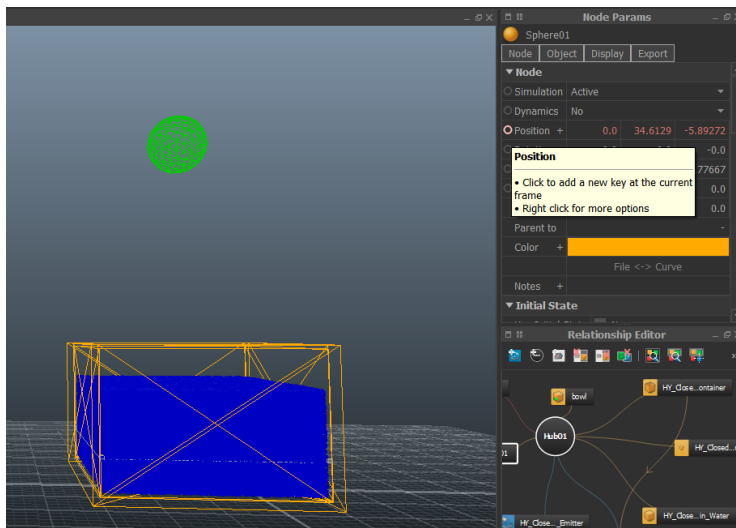 Node Params
Sphere01
Node Object Display Export
Node
Simulation Active
Dynamics No
Position + 0.0 34.6129 -5.89272
-0.0
Position
77667
• Click to add a new key at the current
frame
0.0
• Right click for more options
0.0
Parent to
Color +
File <-> Curve
Notes +
Initial State
Relationship Editor
»
bowl
HY_Close...ontainer
Hub01
HY_Closed...
01
HY_Close...in_Water
HY_Close..._Emitter